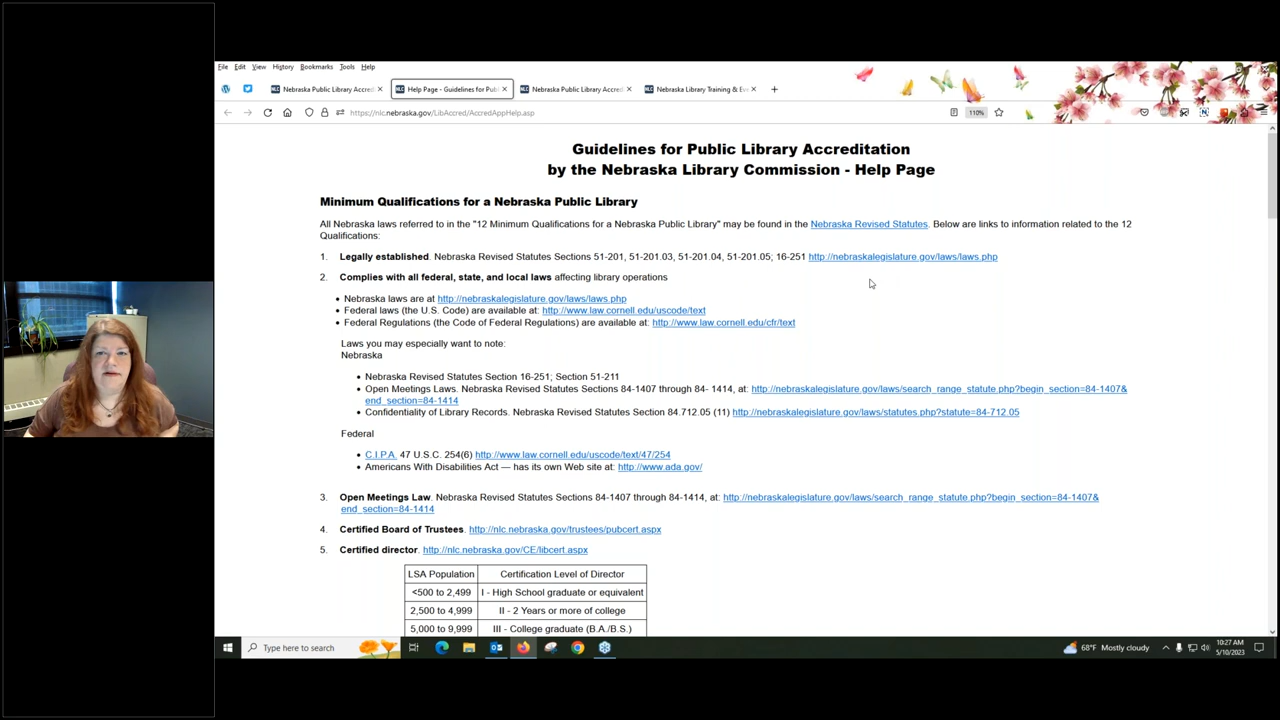 File Edit View History Bookmarks Tools Help
Nebraska Public Library Accred
Help Page - Guidelines for Publ
Nebraska Public Library Accred
Nebraska Library Training & Eve
https://nlc.nebraska.gov/LibAccred/AccredAppHelp.asp
110%
Guidelines for Public Library Accreditation
by the Nebraska Library Commission - Help Page
Minimum Qualifications for a Nebraska Public Library
All Nebraska laws referred to in the "12 Minimum Qualifications for a Nebraska Public Library" may be found in the Nebraska Revised Statutes. Below are links to information related to the 12
Qualifications:
1. Legally established. Nebraska Revised Statutes Sections 51-201, 51-201.03, 51-201.04, 51-201.05; 16-251 http://nebraskalegislature.gov/laws/laws.php
2. Complies with all federal, state, and local laws affecting library operations
• Nebraska laws are at http://nebraskalegislature.gov/laws/laws.php
• Federal laws (the U.S. Code) are available at: http://www.law.cornell.edu/uscode/text
• Federal Regulations (the Code of Federal Regulations) are available at: http://www.law.cornell.edu/cfr/text
Laws you may especially want to note:
Nebraska
• Nebraska Revised Statutes Section 16-251; Section 51-211
• Open Meetings Laws. Nebraska Revised Statutes Sections 84-1407 through 84- 1414, at: http://nebraskalegislature.gov/laws/search_range_statute.php?begin_section=84-1407&
end_section=84-1414
• Confidentiality of Library Records. Nebraska Revised Statutes Section 84.712.05 (11) http://nebraskalegislature.gov/laws/statutes.php?statute=84-712.05
Federal
• C.I.P.A. 47 U.S.C. 254(6) http://www.law.cornell.edu/uscode/text/47/254
• Americans With Disabilities Act — has its own Web site at: http://www.ada.gov/
3. Open Meetings Law. Nebraska Revised Statutes Sections 84-1407 through 84-1414, at: http://nebraskalegislature.gov/laws/search_range_statute.php?begin_section=84-1407&
end_section=84-1414
4. Certified Board of Trustees. http://nlc.nebraska.gov/trustees/pubcert.aspx
5. Certified director. http://nlc.nebraska.gov/CE/libcert.aspx
LSA Population Certification Level of Director
<500 to 2,499 I - High School graduate or equivalent
2,500 to 4,999 II - 2 Years or more of college
5,000 to 9,999 III - College graduate (B.A./B.S.)
Type here to search
68°F Mostly cloudy
10:27 AM
5/10/2023